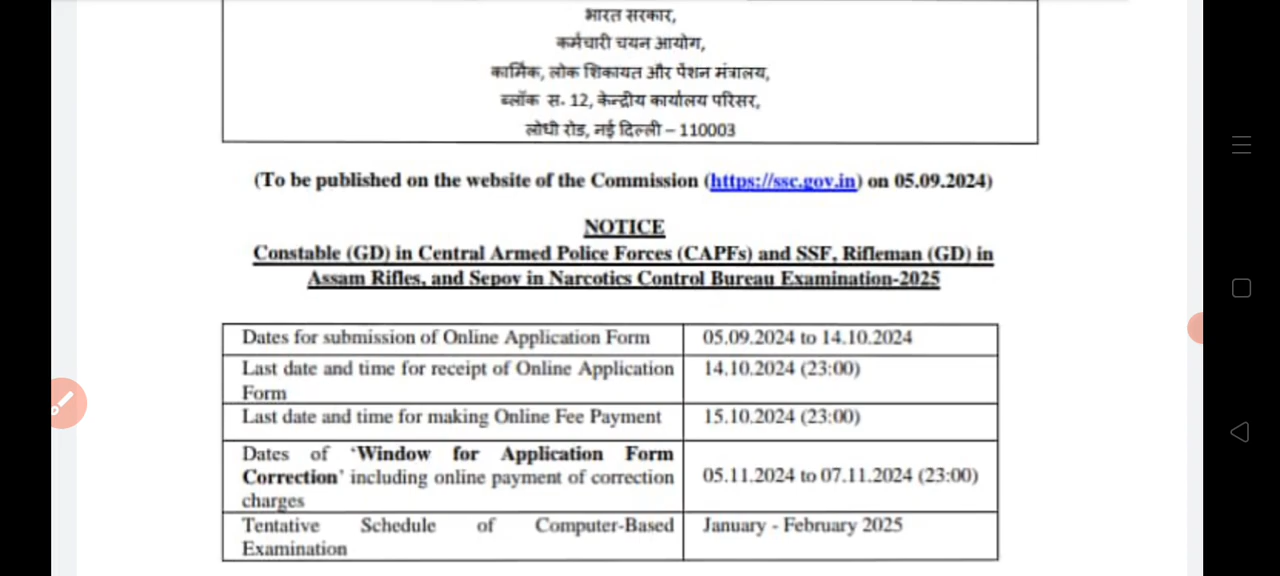 भारत सरकार,
कर्मचारी चयन आयोग,
कार्मिक, लोक शिकायत और पेंशन मंत्रालय,
ब्लॉक स. 12, केन्द्रीय कार्यालय परिसर,
लोधी रोड, नई दिल्ली – 110003
(To be published on the website of the Commission (https://ssc.gov.in) on 05.09.2024)
NOTICE
Constable (GD) in Central Armed Police Forces (CAPFs) and SSF, Rifleman (GD) in
Assam Rifles, and Sepoy in Narcotics Control Bureau Examination-2025
Dates for submission of Online Application Form 05.09.2024 to 14.10.2024
Last date and time for receipt of Online Application 14.10.2024 (23:00)
Form
Last date and time for making Online Fee Payment 15.10.2024 (23:00)
Dates of 'Window for Application Form
Correction' including online payment of correction 05.11.2024 to 07.11.2024 (23:00)
charges
Tentative Schedule of Computer-Based January - February 2025
Examination